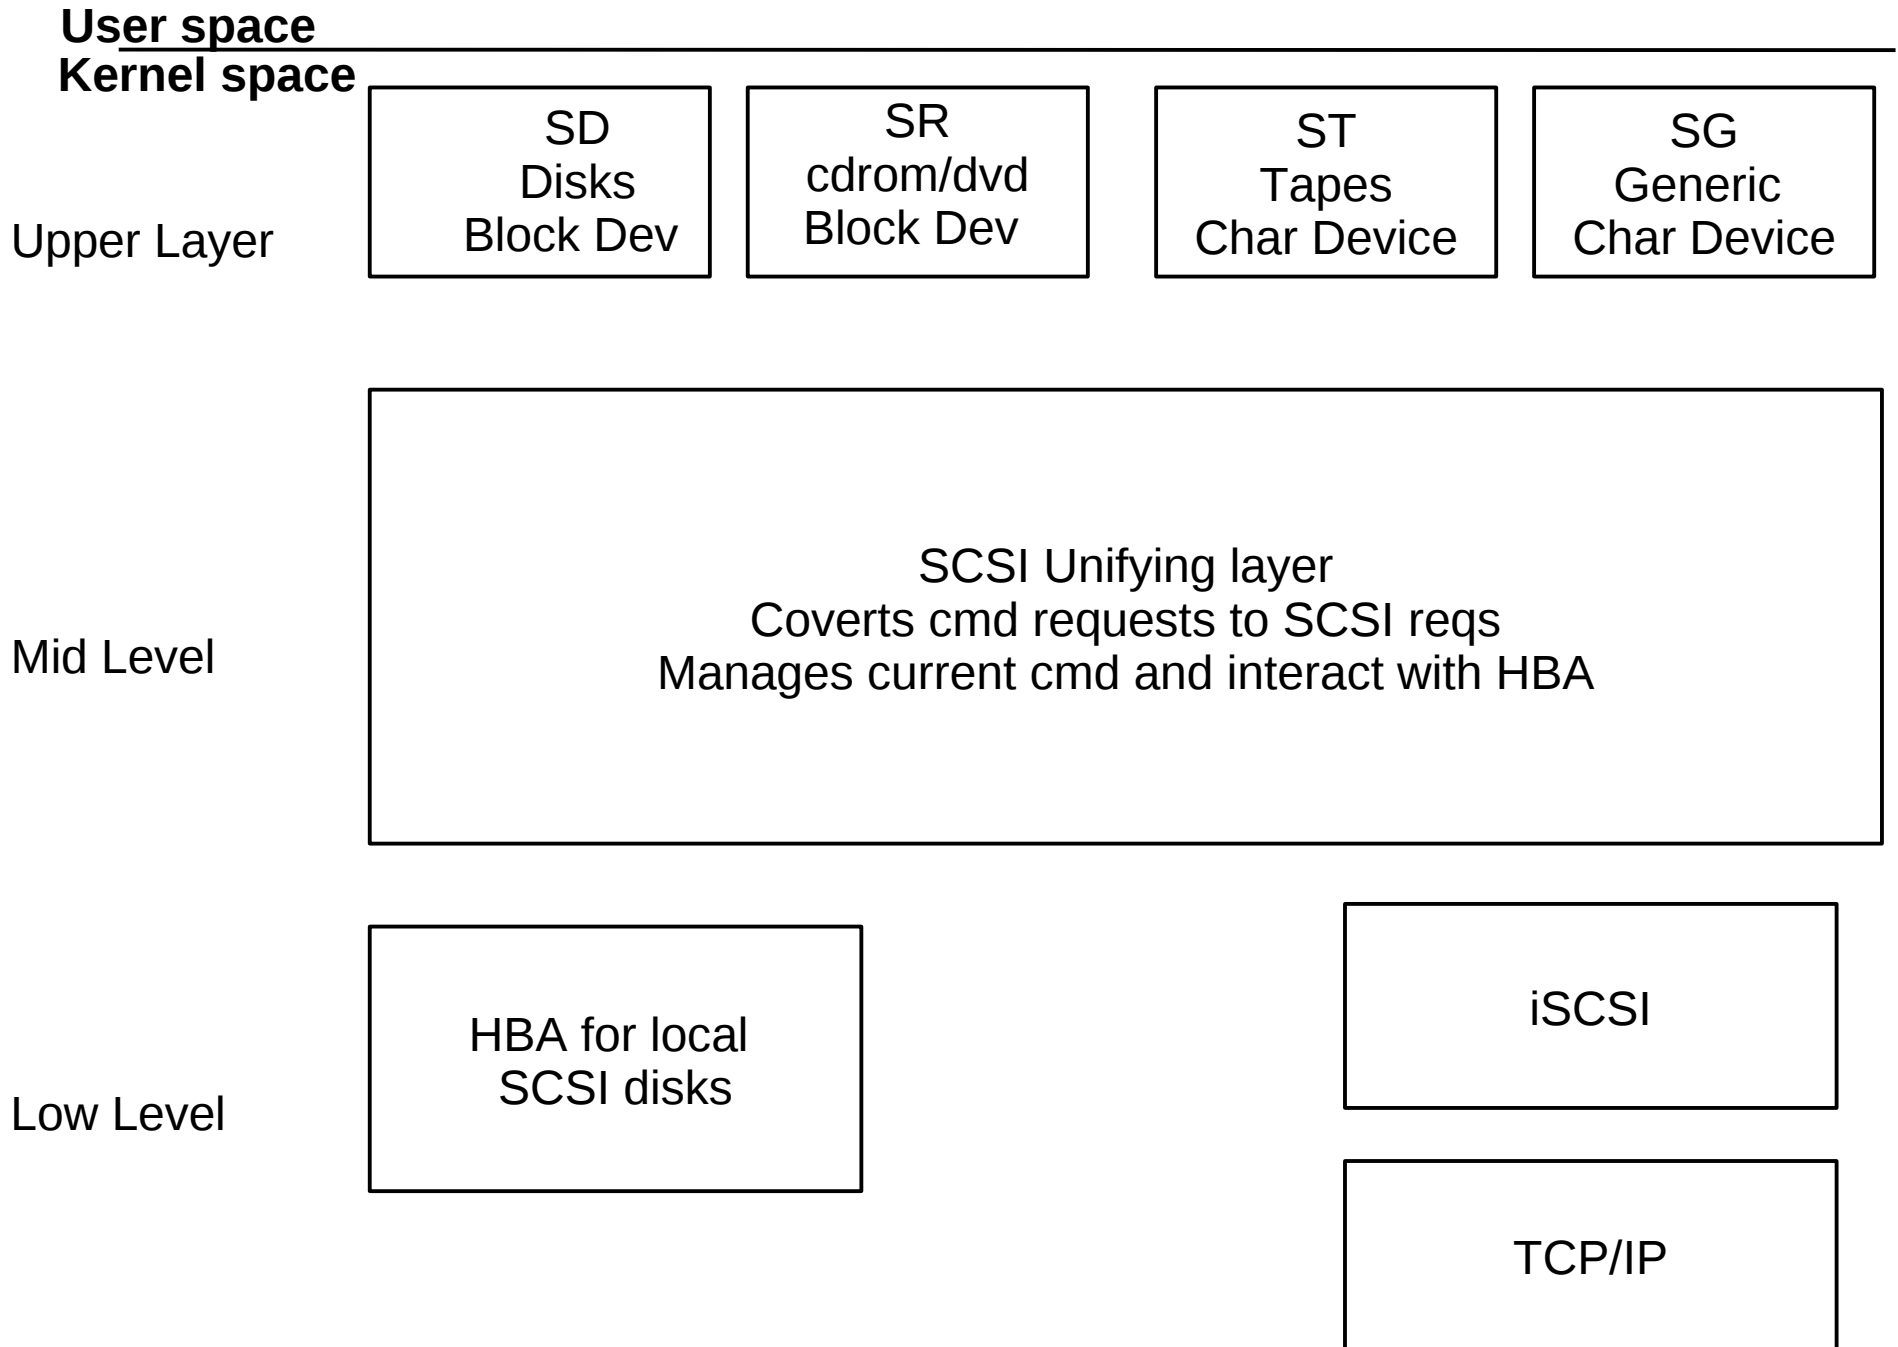 User space
Kernel space
Upper Layer
SD
Disks
Block Dev
SR
cdrom/dvd
Block Dev
ST
Tapes
Char Device
SG
Generic
Char Device
Mid Level
SCSI Unifying layer
Coverts cmd requests to SCSI reqs
Manages current cmd and interact with HBA
Low Level
HBA for local
SCSI disks
iSCSI
TCP/IP